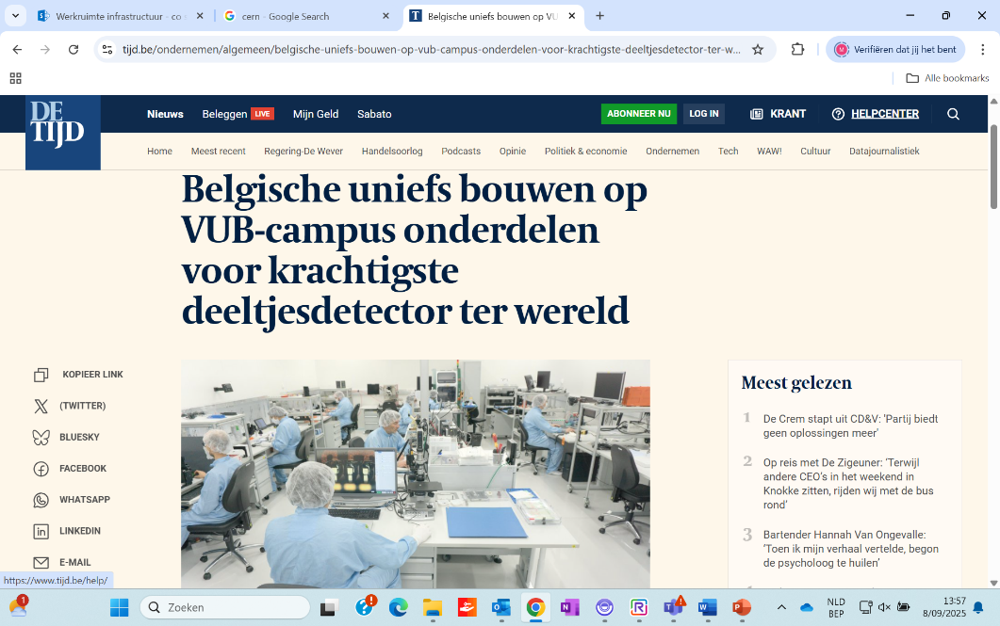 Werkruimte infrastructuur - co
cern - Google Search
Belgische uniefs bouwen op VU
tijd.be/ondernemen/algemeen/belgische-uniefs-bouwen-op-vub-campus-onderdelen-voor-krachtigste-deeltjesdetector-ter-w...
Verifiëren dat jij het bent
Alle bookmarks
DE
TIJD
Nieuws Beleggen LIVE Mijn Geld Sabato ABONNEER NU LOG IN KRANT HELPCENTER
Home Meest recent Regering-De Wever Handelsoorlog Podcasts Opinie Politiek & economie Ondernemen Tech WAW! Cultuur Datajournalistiek
Belgische uniefs bouwen op
VUB-campus onderdelen
voor krachtigste
deeltjesdetector ter wereld
KOPIEER LINK
(TWITTER)
BLUESKY
FACEBOOK
WHATSAPP
LINKEDIN
E-MAIL
Meest gelezen
1 De Crem stapt uit CD&V: 'Partij biedt
geen oplossingen meer'
2 Op reis met De Zigeuner: 'Terwijl
andere CEO's in het weekend in
Knokke zitten, rijden wij met de bus
rond'
3 Bartender Hannah Van Ongevalle:
'Toen ik mijn verhaal vertelde, begon
de psycholoog te huilen'
https://www.tijd.be/help/
1
Zoeken
NLD
BEP
13:57
8/09/2025